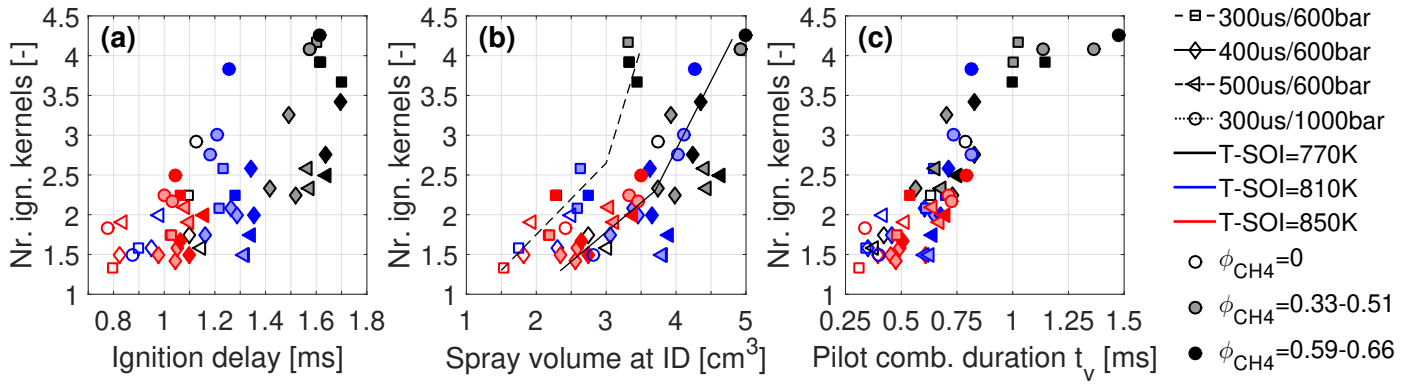 (a)
Nr. ign. kernels [-]
4.5
4
3.5
3
2.5
2
1.5
1
0.8
1
1.2
1.4
1.6
1.8
Ignition delay [ms]
(b)
Nr. ign. kernels [-]
4.5
4
3.5
3
2.5
2
1.5
1
1
2
3
4
5
Spray volume at ID [cm³]
(c)
Nr. ign. kernels [-]
4.5
4
3.5
3
2.5
2
1.5
1
0.25
0.5
0.75
1
1.25
1.5
Pilot comb. duration t_v [ms]
300us/600bar
400us/600bar
500us/600bar
300us/1000bar
T-SOI=770K
T-SOI=810K
T-SOI=850K
ϕ_CH4=0
ϕ_CH4=0.33-0.51
ϕ_CH4=0.59-0.66